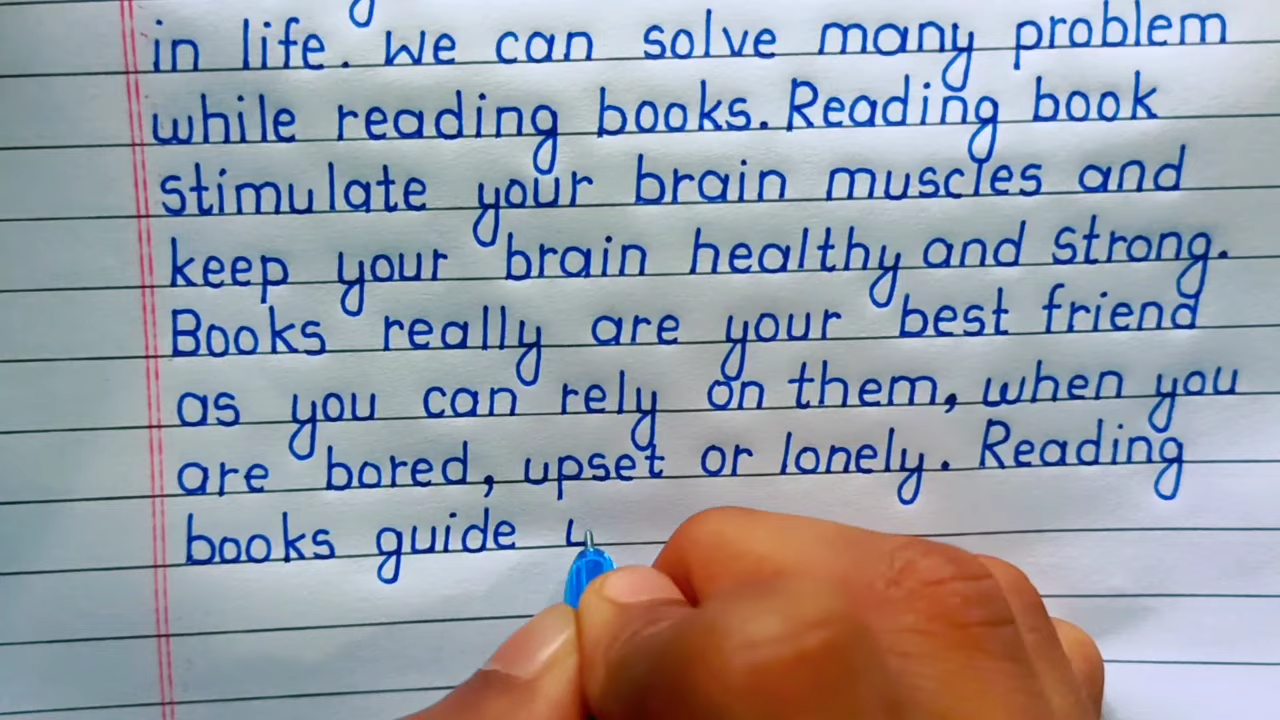 in life. We can solve many problem
while reading books. Reading book
stimulate your brain muscles and
keep your brain healthy and strong.
Books really are your best friend
as you can rely on them, when you
are bored, upset or lonely. Reading
books guide